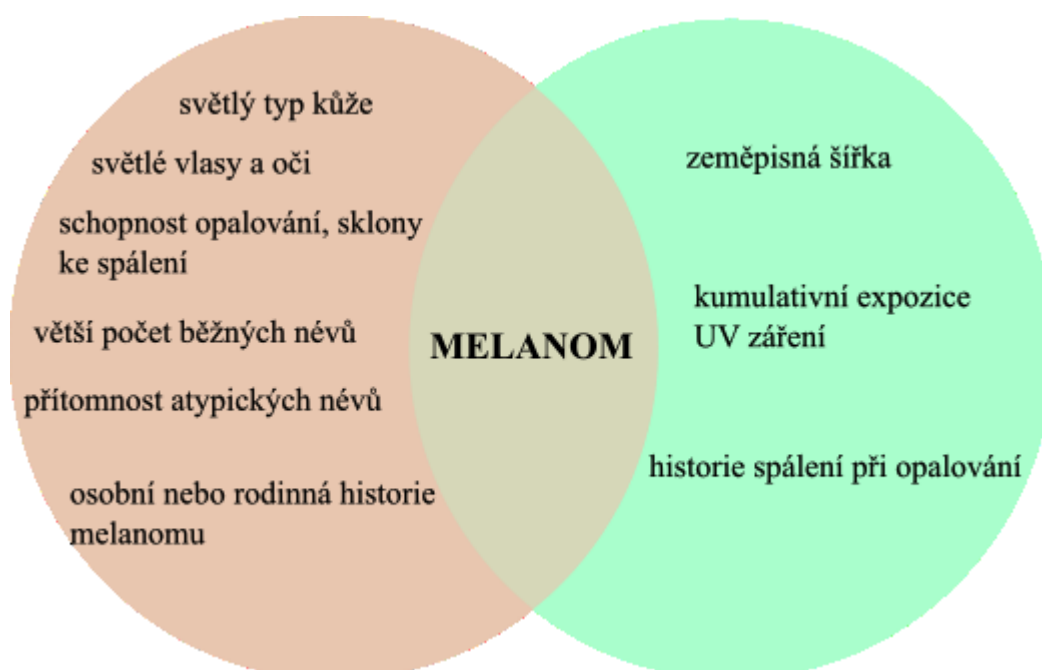 světlý typ kůže
světlé vlasy a oči
schopnost opalování, sklony
ke spálení
větší počet běžných névů
přítomnost atypických névů
osobní nebo rodinná historie
melanomu
MELANOM
zeměpisná šířka
kumulativní expozice
UV záření
historie spálení při opalování